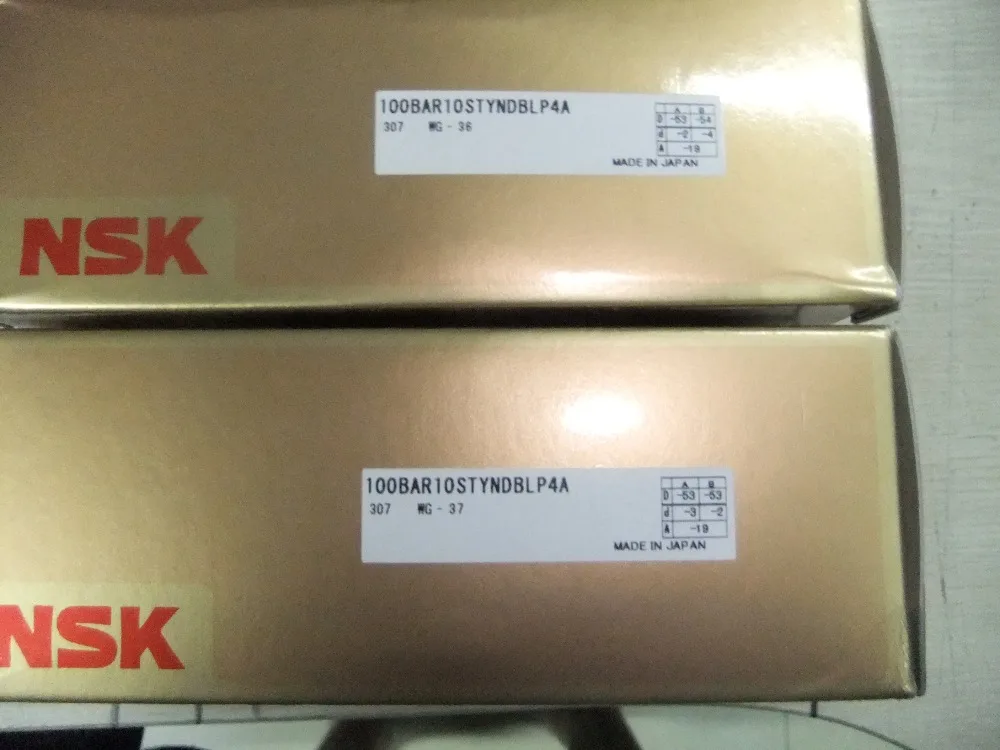 100BAR10STYNDBLP4A
307 WG - 36
A B
D -53 -54
d -2 -4
A -19
MADE IN JAPAN
NSK
100BAR10STYNDBLP4A
307 WG - 37
A B
D -53 -53
d -3 -2
A -19
MADE IN JAPAN
NSK